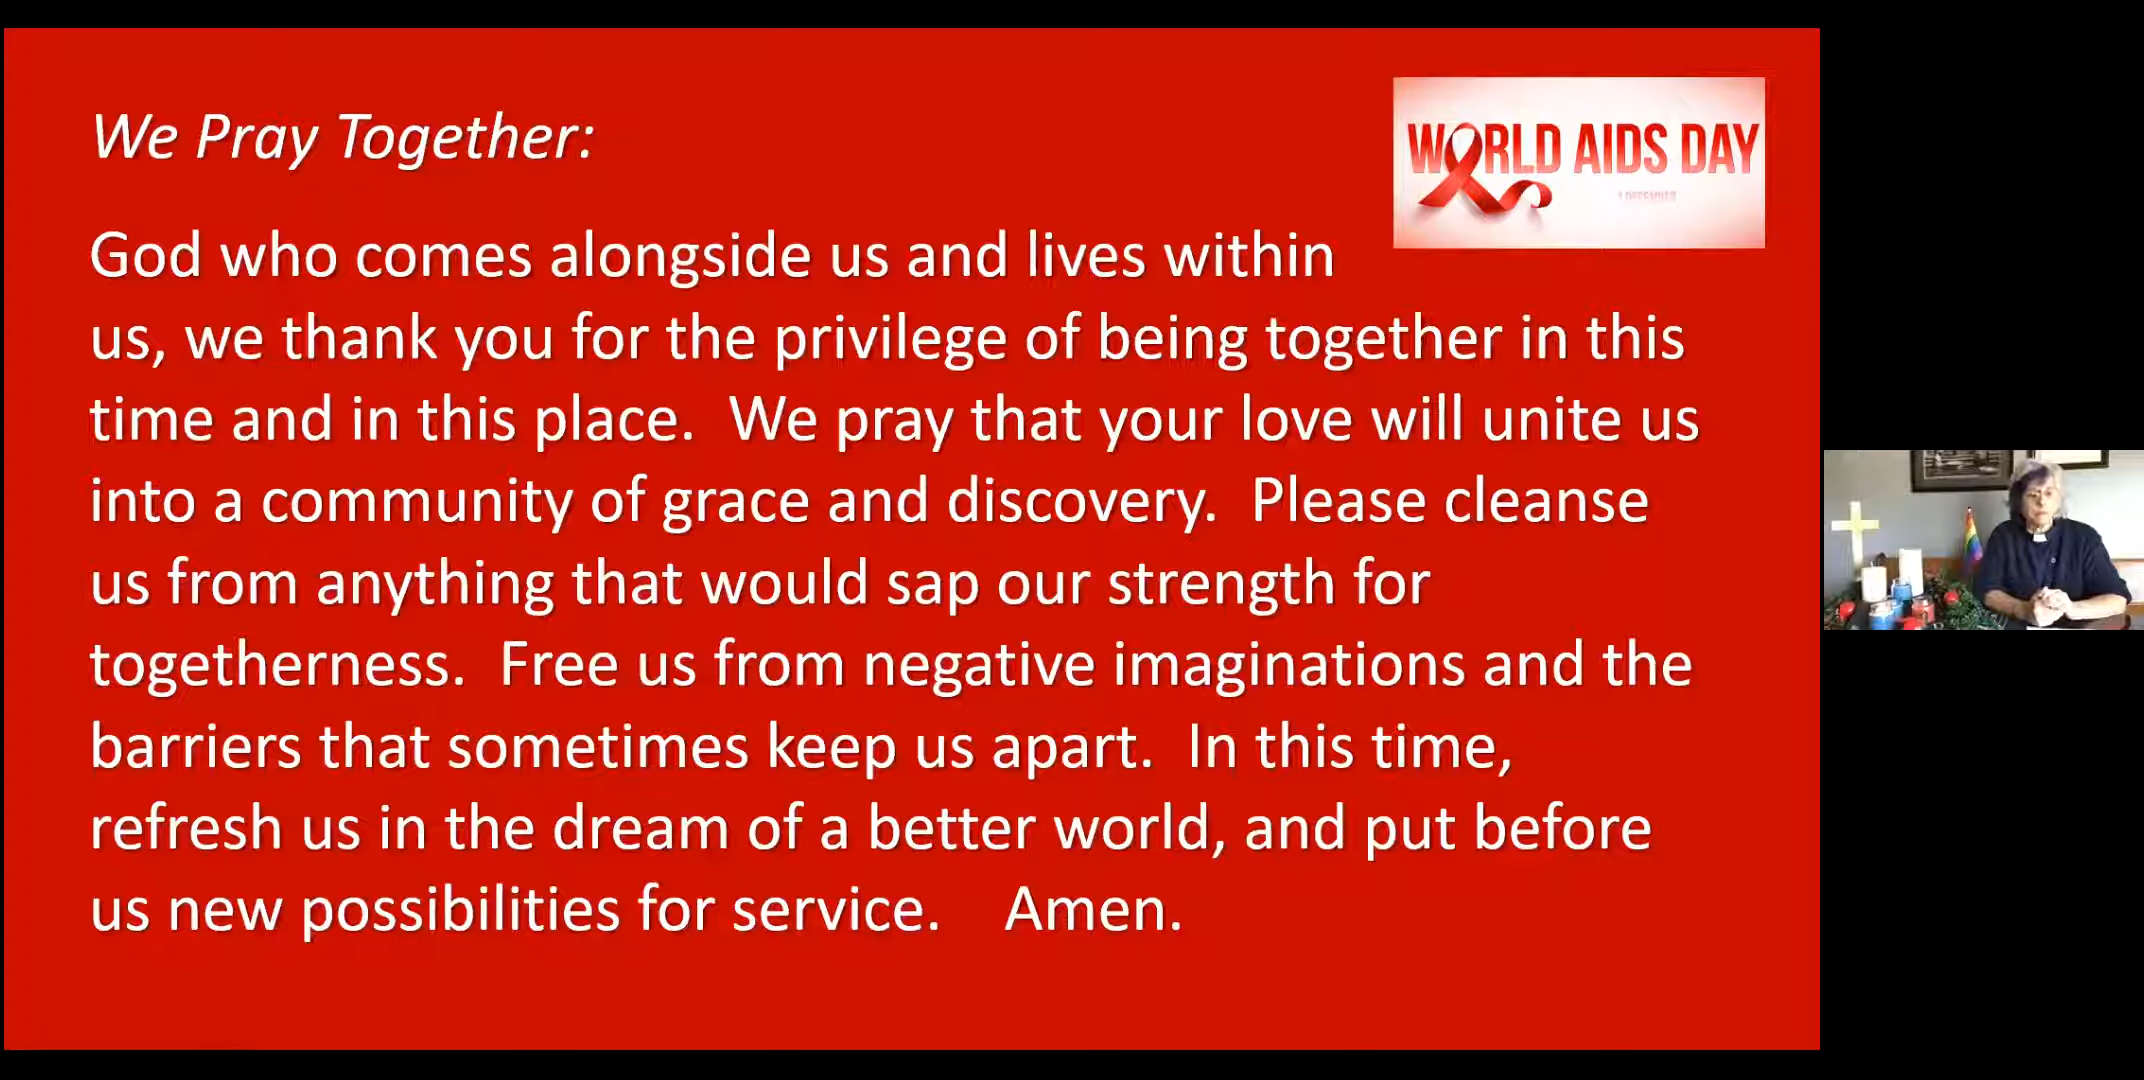 We Pray Together:
WORLD AIDS DAY
1 DECEMBER
God who comes alongside us and lives within
us, we thank you for the privilege of being together in this
time and in this place.  We pray that your love will unite us
into a community of grace and discovery.  Please cleanse
us from anything that would sap our strength for
togetherness.  Free us from negative imaginations and the
barriers that sometimes keep us apart.  In this time,
refresh us in the dream of a better world, and put before
us new possibilities for service.    Amen.